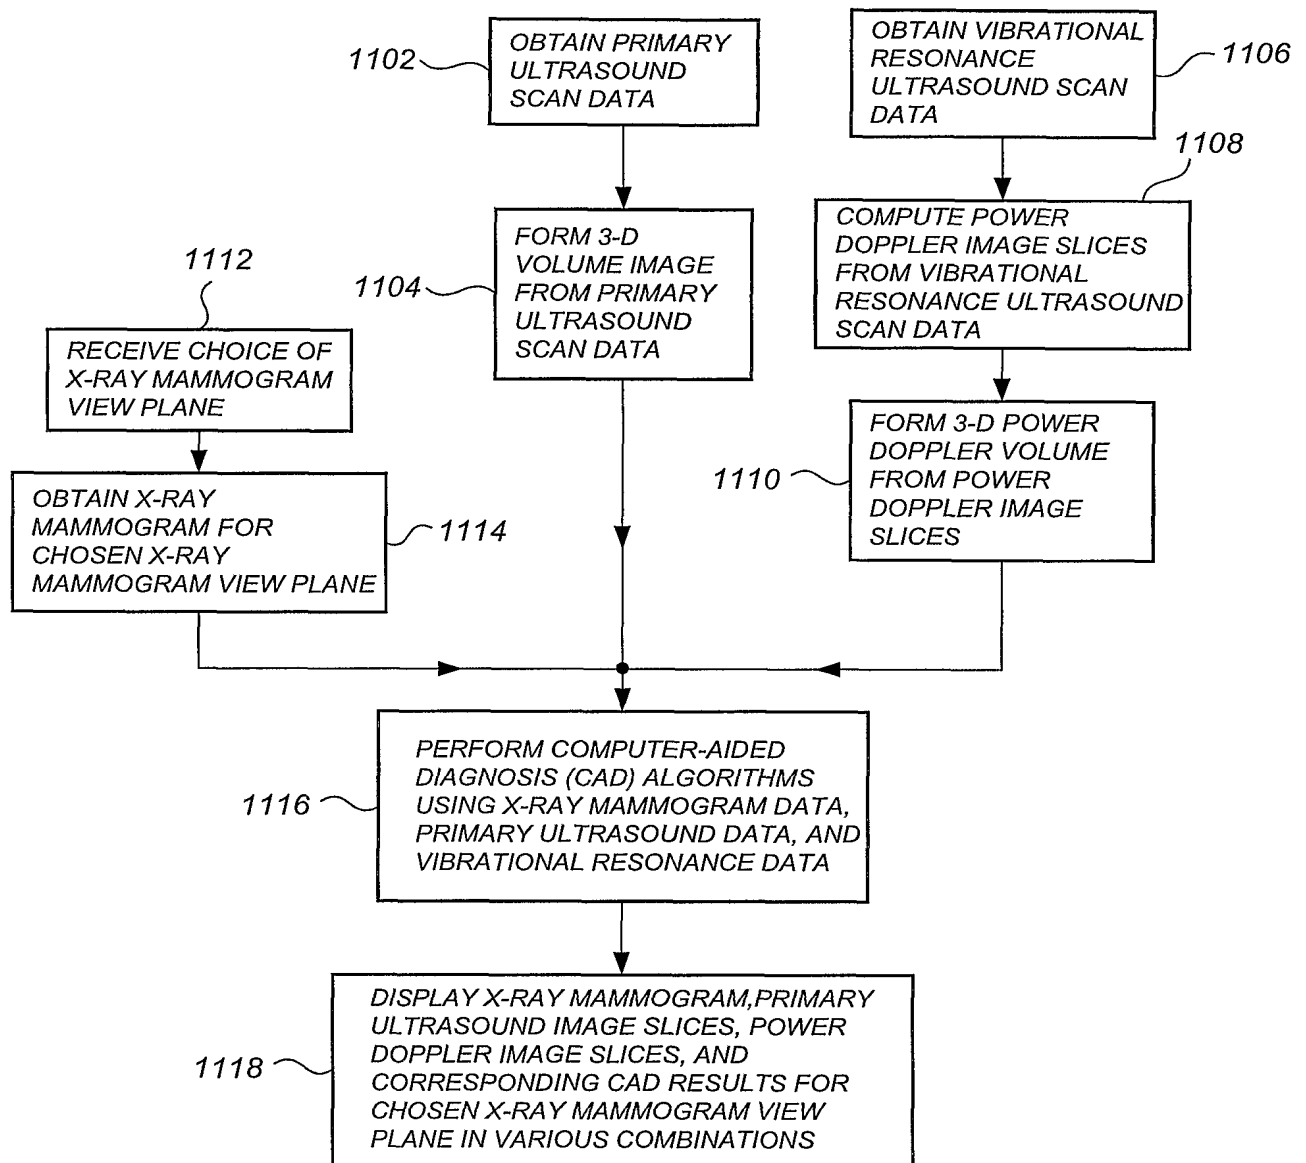 1102
OBTAIN PRIMARY
ULTRASOUND
SCAN DATA
OBTAIN VIBRATIONAL
RESONANCE
ULTRASOUND SCAN
DATA
1106
1108
COMPUTE POWER
DOPPLER IMAGE SLICES
FROM VIBRATIONAL
RESONANCE ULTRASOUND
SCAN DATA
1104
FORM 3-D
VOLUME IMAGE
FROM PRIMARY
ULTRASOUND
SCAN DATA
1112
RECEIVE CHOICE OF
X-RAY MAMMOGRAM
VIEW PLANE
1110
FORM 3-D POWER
DOPPLER VOLUME
FROM POWER
DOPPLER IMAGE
SLICES
OBTAIN X-RAY
MAMMOGRAM FOR
CHOSEN X-RAY
MAMMOGRAM VIEW PLANE
1114
1116
PERFORM COMPUTER-AIDED
DIAGNOSIS (CAD) ALGORITHMS
USING X-RAY MAMMOGRAM DATA,
PRIMARY ULTRASOUND DATA, AND
VIBRATIONAL RESONANCE DATA
1118
DISPLAY X-RAY MAMMOGRAM,PRIMARY
ULTRASOUND IMAGE SLICES, POWER
DOPPLER IMAGE SLICES, AND
CORRESPONDING CAD RESULTS FOR
CHOSEN X-RAY MAMMOGRAM VIEW
PLANE IN VARIOUS COMBINATIONS